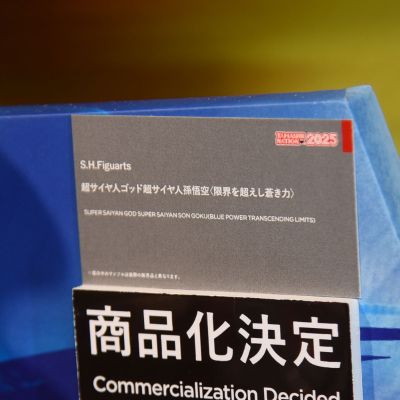 TAMASHII NATION 2025
S.H.Figuarts
超サイヤ人ゴッド超サイヤ人孫悟空〈限界を超えし蒼き力〉
SUPER SAIYAN GOD SUPER SAIYAN SON GOKU(BLUE POWER TRANSCENDING LIMITS)
商品化決定
Commercialization Decided